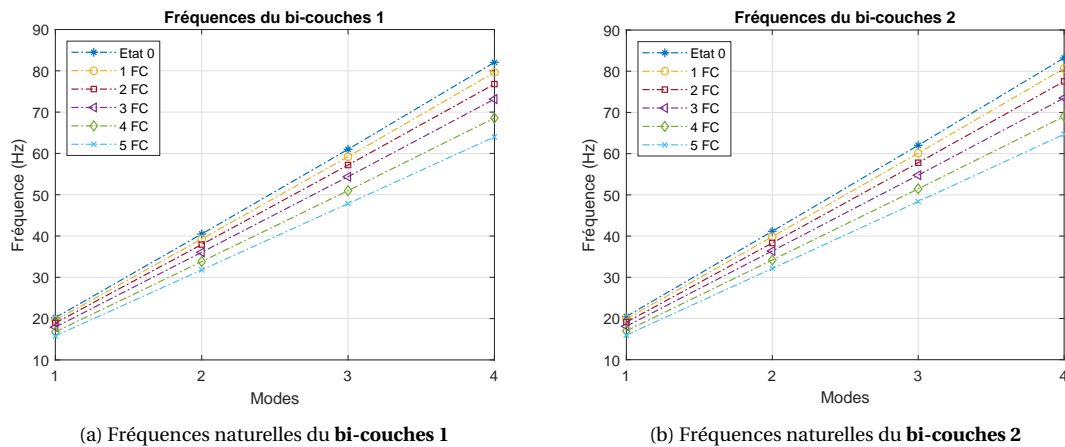 Fréquences du bi-couches 1
90
80
70
60
50
40
30
20
10
Fréquence (Hz)
Etat 0
1 FC
2 FC
3 FC
4 FC
5 FC
1
2
3
4
Modes
(a) Fréquences naturelles du bi-couches 1
Fréquences du bi-couches 2
90
80
70
60
50
40
30
20
10
Fréquence (Hz)
Etat 0
1 FC
2 FC
3 FC
4 FC
5 FC
1
2
3
4
Modes
(b) Fréquences naturelles du bi-couches 2